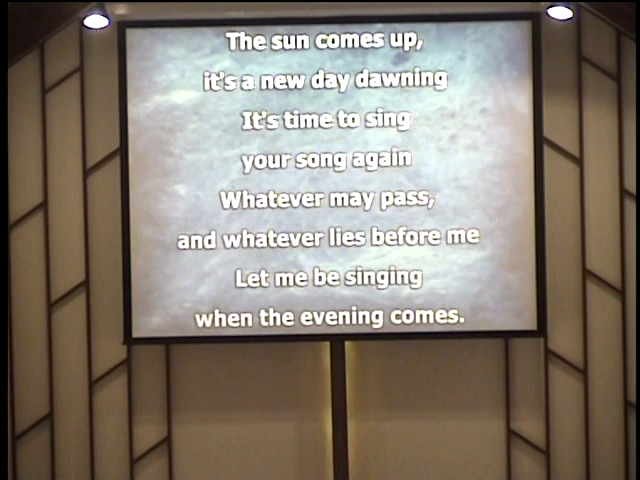 The sun comes up,
it's a new day dawning
It's time to sing
your song again
Whatever may pass,
and whatever lies before me
Let me be singing
when the evening comes.